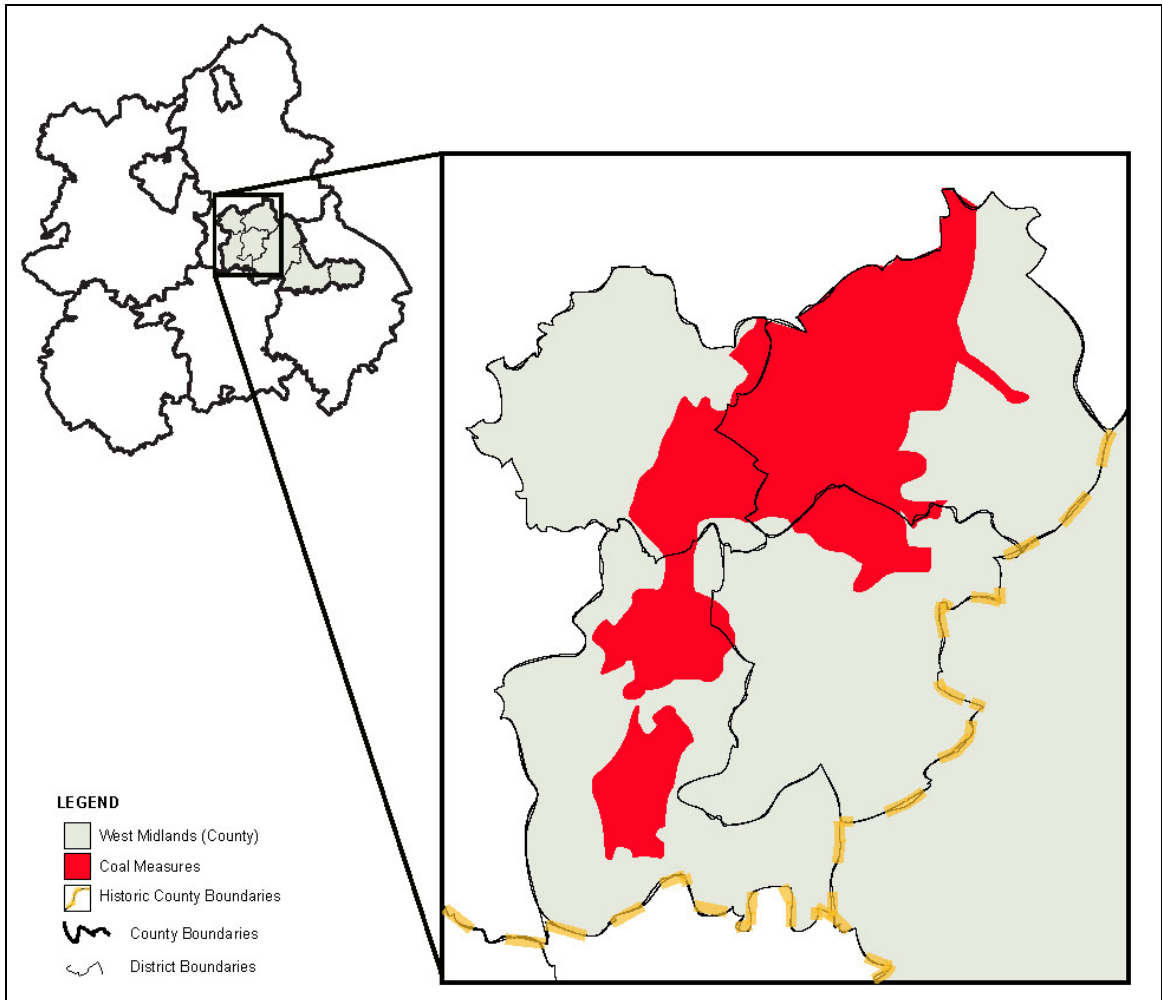 LEGEND
West Midlands (County)
Coal Measures
Historic County Boundaries
County Boundaries
District Boundaries